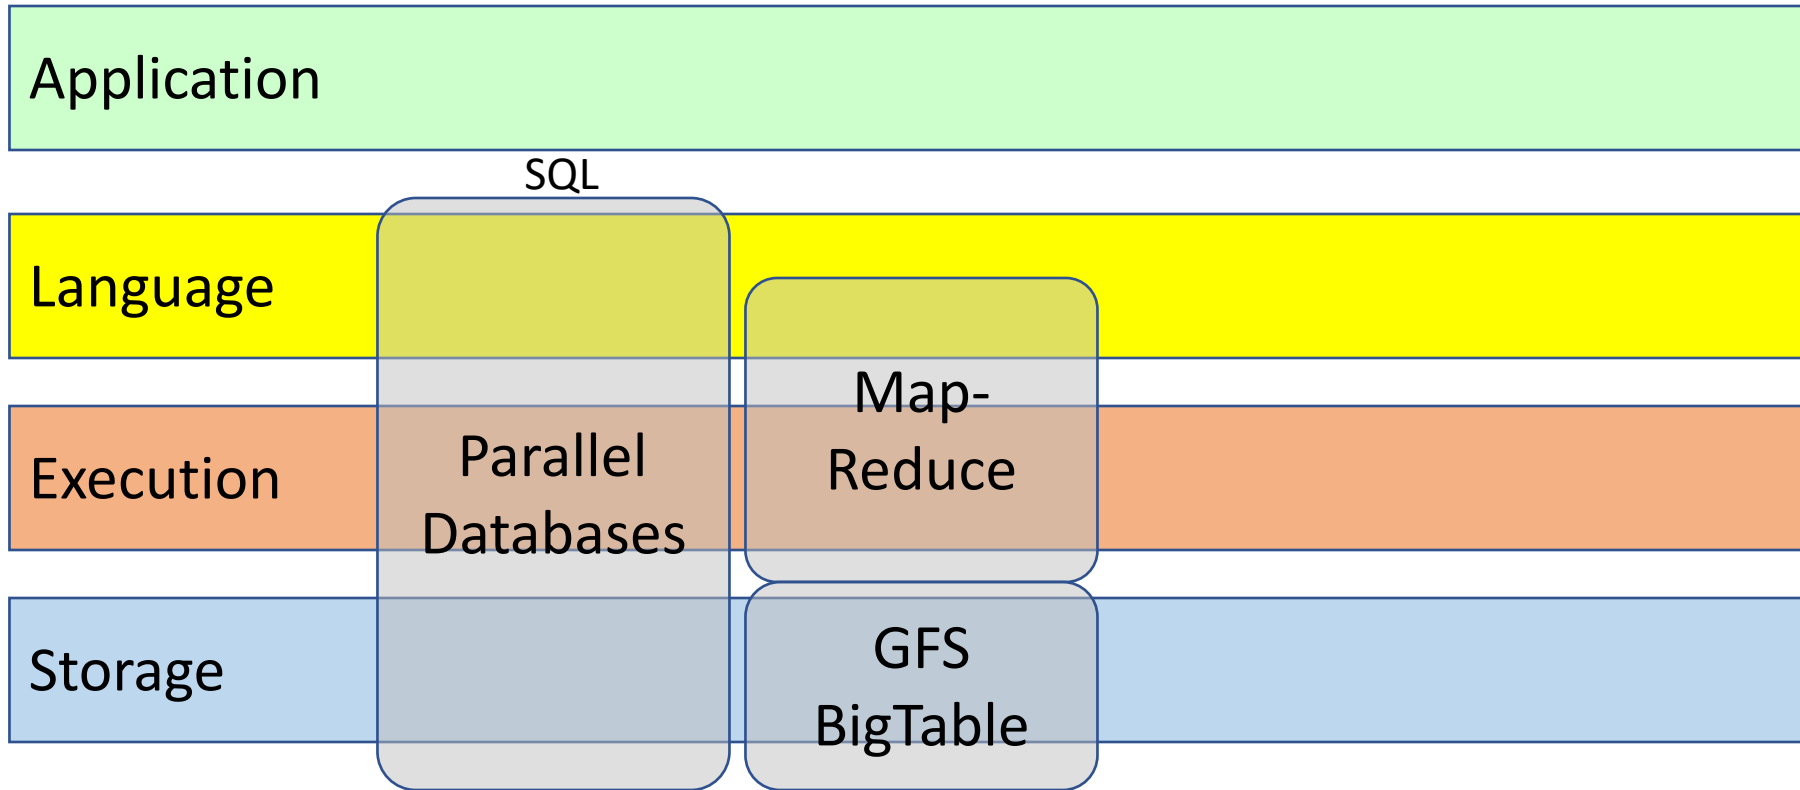 Application
SQL
Language
Map-
Reduce
Parallel
Databases
Execution
GFS
BigTable
Storage